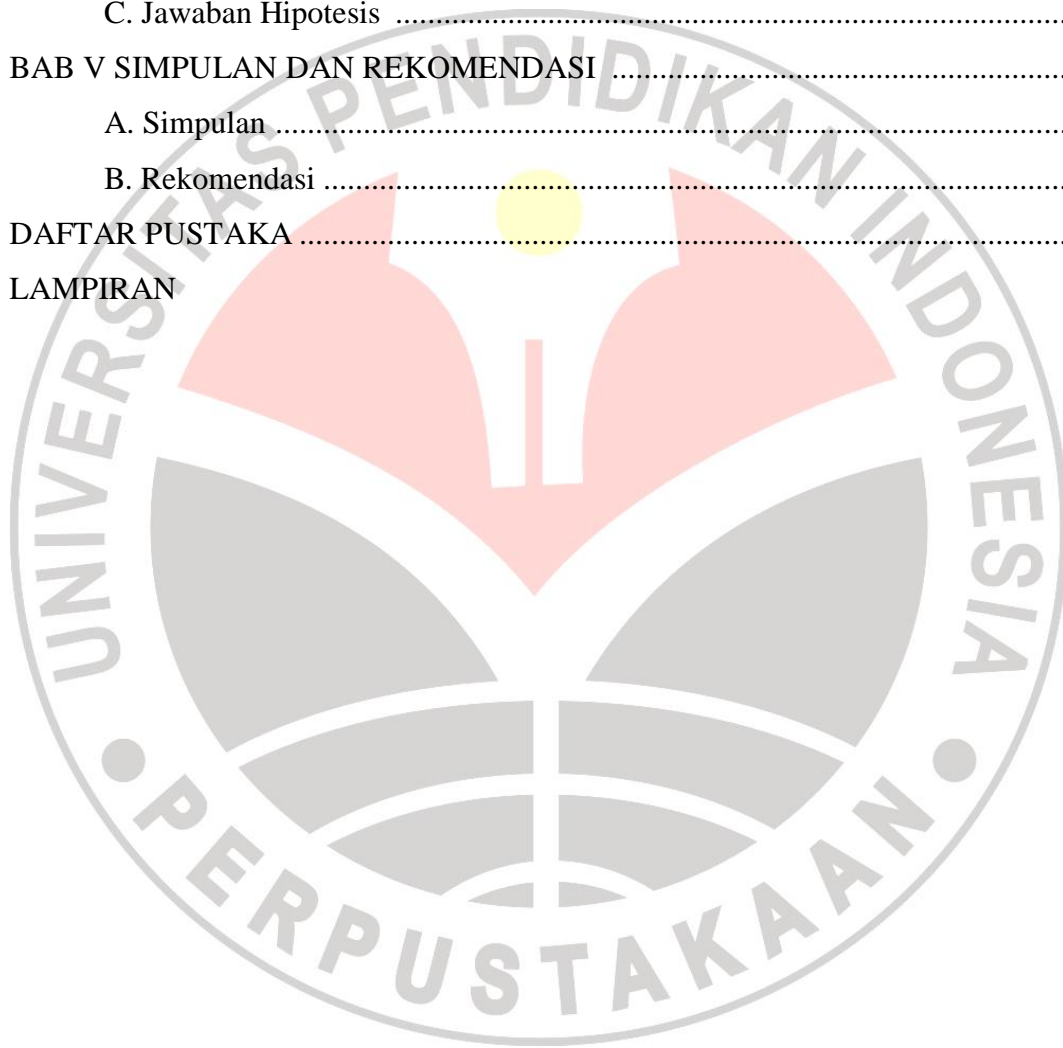 C. Jawaban Hipotesis ........................................................................................
BAB V SIMPULAN DAN REKOMENDASI ............................................................
A. Simpulan ......................................................................................................
B. Rekomendasi ................................................................................................
DAFTAR PUSTAKA ...................................................................................................
LAMPIRAN
UNIVERSITAS PENDIDIKAN INDONESIA
PERPUSTAKAAN